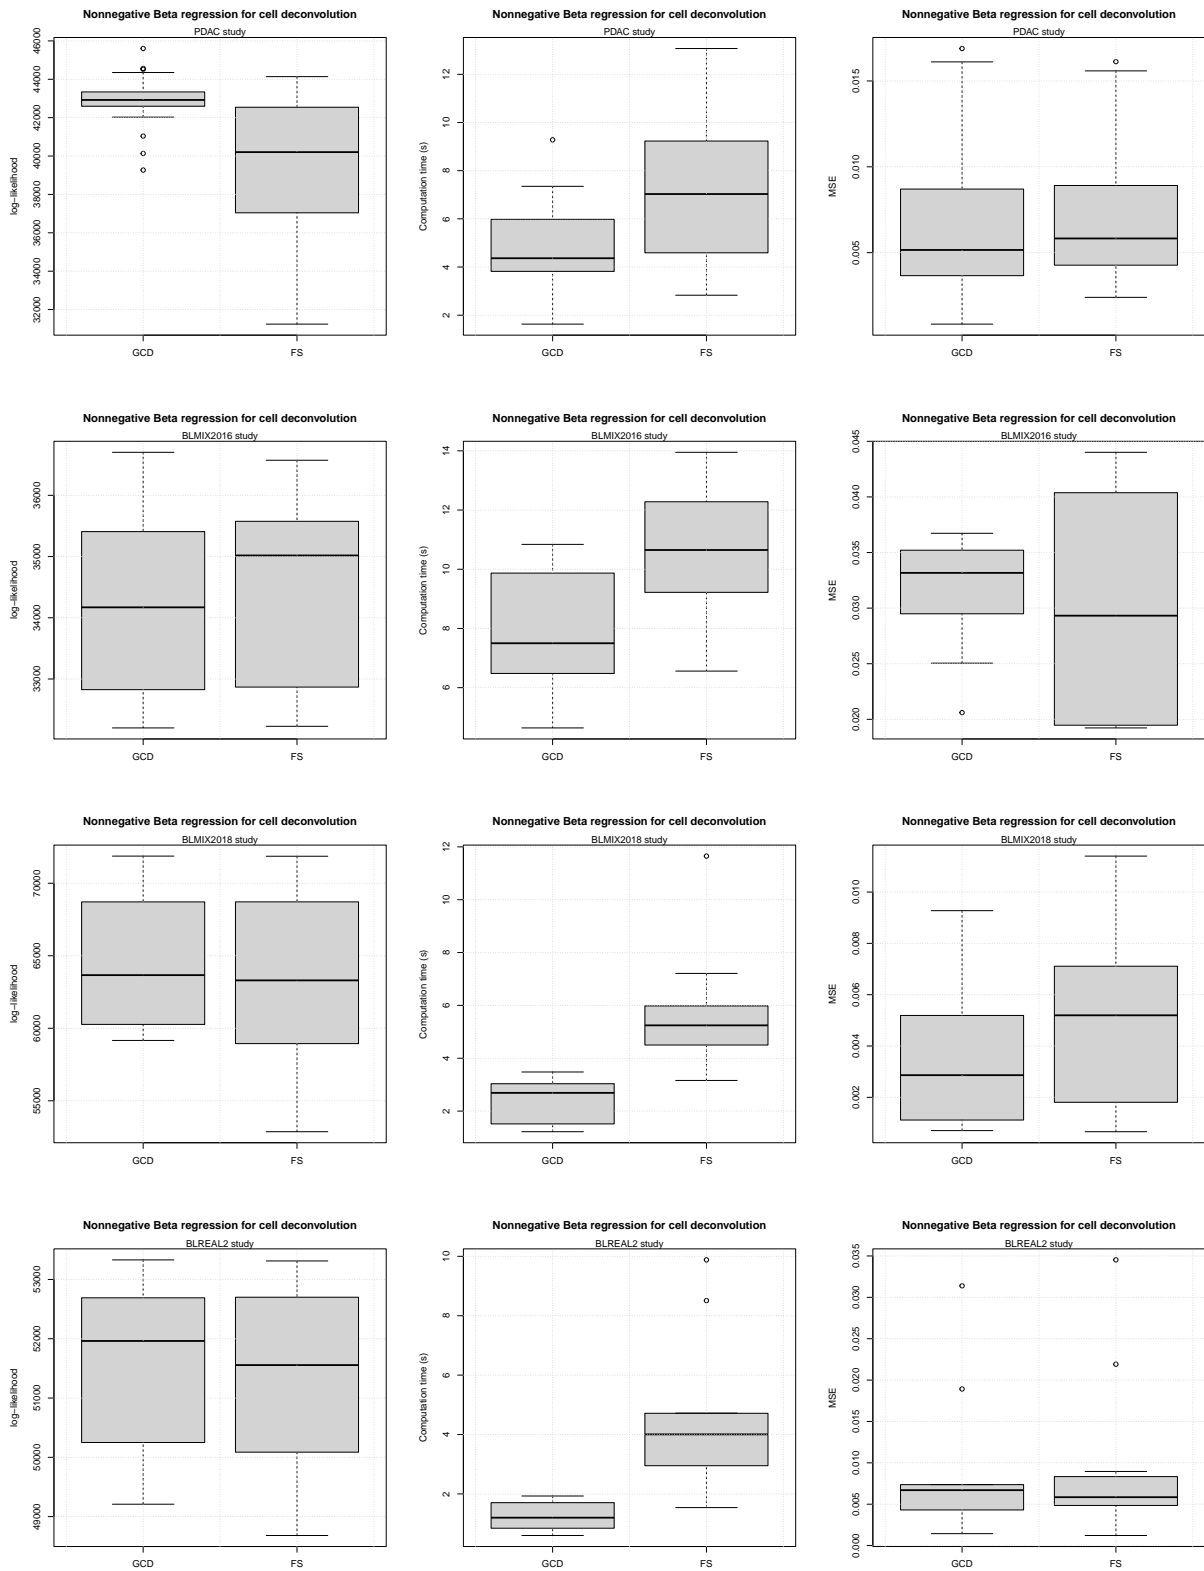 Nonnegative Beta regression for cell deconvolution
PDAC study
log−likelihood
46000
44000
42000
40000
38000
36000
34000
32000
GCD
FS
Nonnegative Beta regression for cell deconvolution
PDAC study
Computation time (s)
12
10
8
6
4
2
GCD
FS
Nonnegative Beta regression for cell deconvolution
PDAC study
MSE
0.015
0.010
0.005
GCD
FS
Nonnegative Beta regression for cell deconvolution
BLMIX2016 study
log−likelihood
36000
35000
34000
33000
GCD
FS
Nonnegative Beta regression for cell deconvolution
BLMIX2016 study
Computation time (s)
14
12
10
8
6
GCD
FS
Nonnegative Beta regression for cell deconvolution
BLMIX2016 study
MSE
0.045
0.040
0.035
0.030
0.025
0.020
GCD
FS
Nonnegative Beta regression for cell deconvolution
BLMIX2018 study
log−likelihood
70000
65000
60000
55000
GCD
FS
Nonnegative Beta regression for cell deconvolution
BLMIX2018 study
Computation time (s)
12
10
8
6
4
2
GCD
FS
Nonnegative Beta regression for cell deconvolution
BLMIX2018 study
MSE
0.010
0.008
0.006
0.004
0.002
GCD
FS
Nonnegative Beta regression for cell deconvolution
BLREAL2 study
log−likelihood
53000
52000
51000
50000
49000
GCD
FS
Nonnegative Beta regression for cell deconvolution
BLREAL2 study
Computation time (s)
10
8
6
4
2
GCD
FS
Nonnegative Beta regression for cell deconvolution
BLREAL2 study
MSE
0.035
0.030
0.025
0.020
0.015
0.010
0.005
0.000
GCD
FS